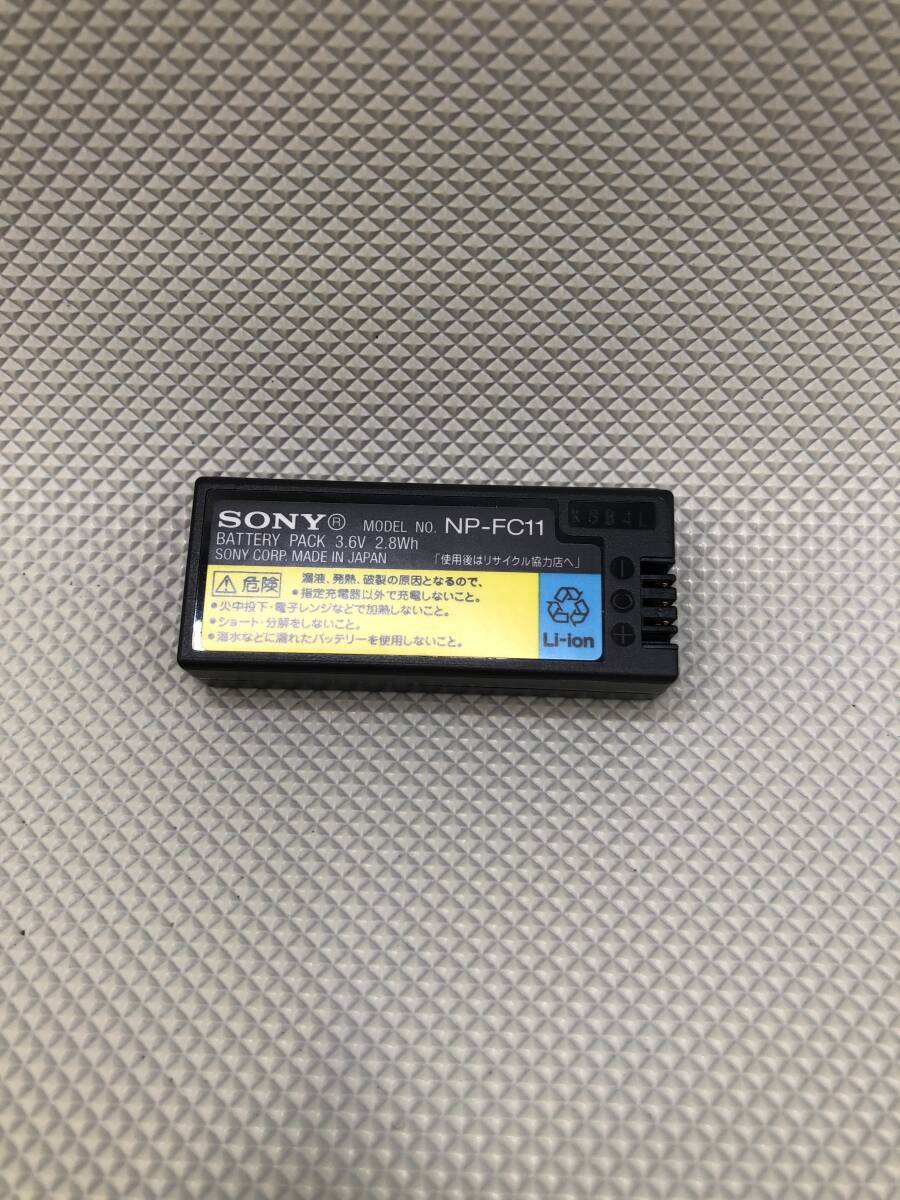 SONY® MODEL NO. NP-FC11
BATTERY PACK 3.6V 2.8Wh
SONY CORP. MADE IN JAPAN 「使用後はリサイクル協力店へ」
危険 漏液、発熱、破裂の原因となるので、
•指定充電器以外で充電しないこと。
•火中投下・電子レンジなどで加熱しないこと。
•ショート・分解をしないこと。
•海水などに濡れたバッテリーを使用しないこと。
Li-ion